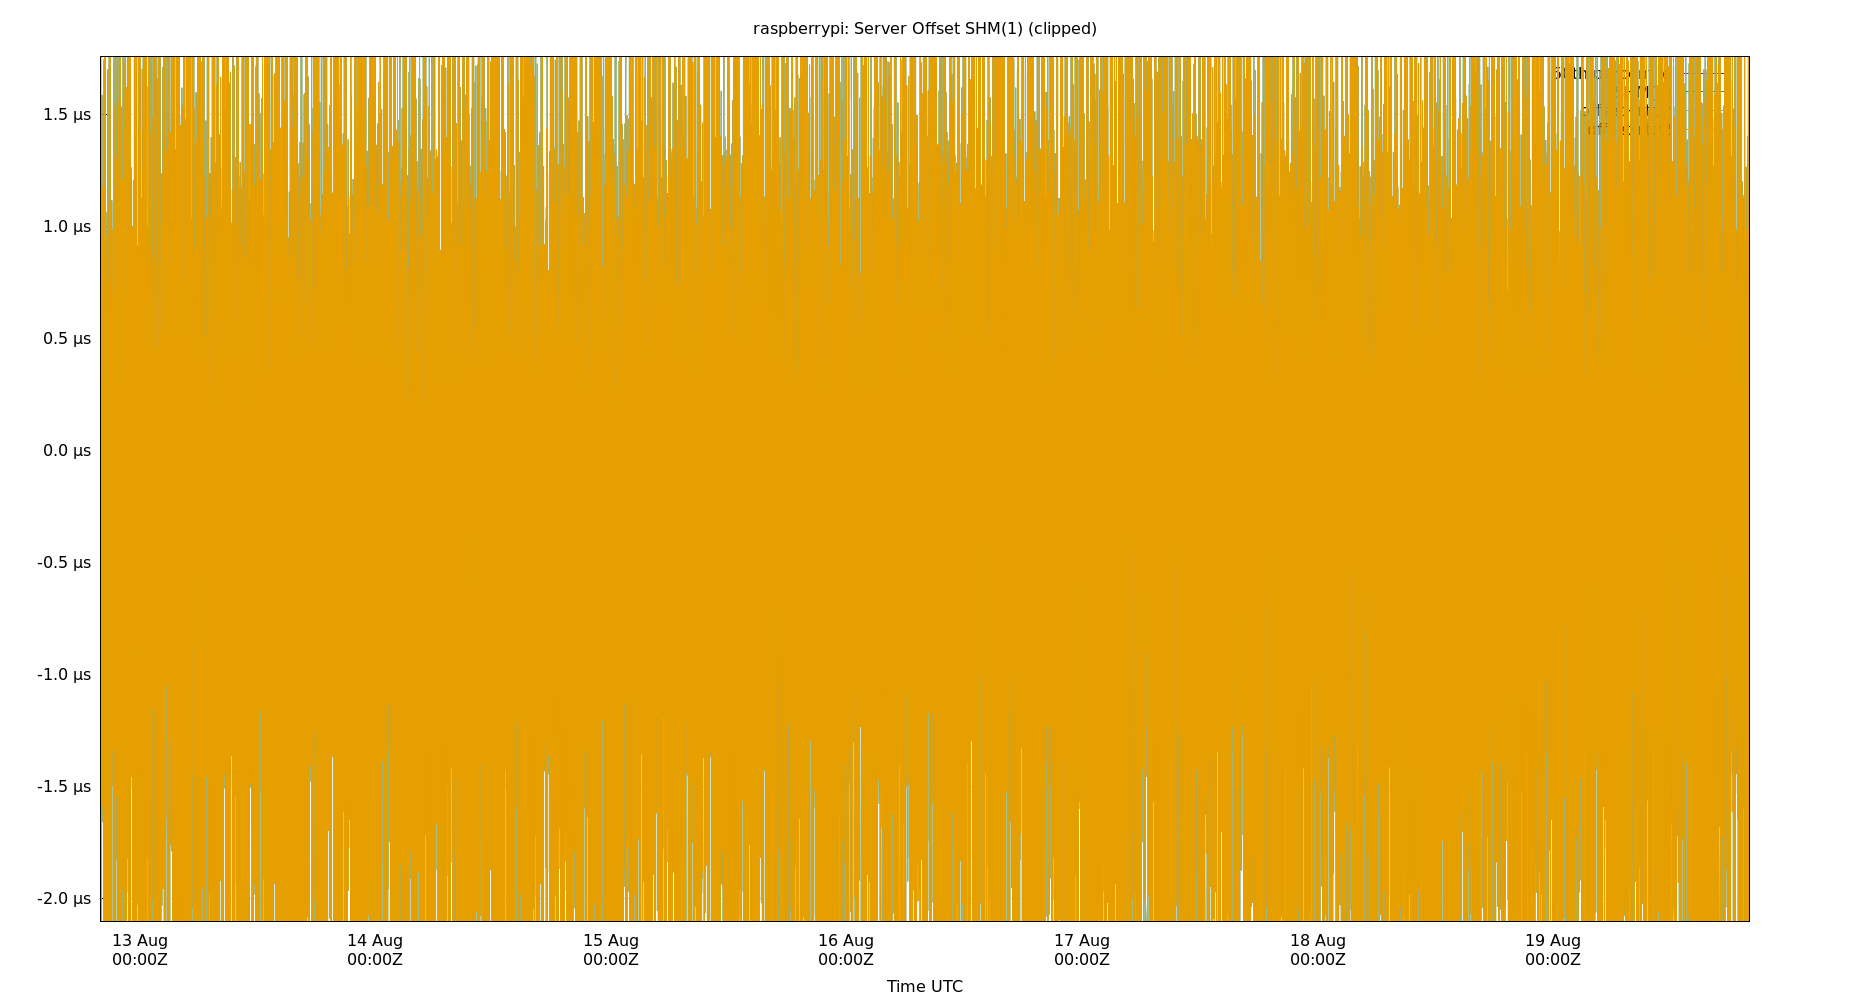 raspberrypi: Server Offset SHM(1) (clipped)
1.5 µs
1.0 µs
0.5 µs
0.0 µs
-0.5 µs
-1.0 µs
-1.5 µs
-2.0 µs
13 Aug 14 Aug 15 Aug 16 Aug 17 Aug 18 Aug 19 Aug
00:00Z 00:00Z 00:00Z 00:00Z 00:00Z 00:00Z 00:00Z
Time UTC